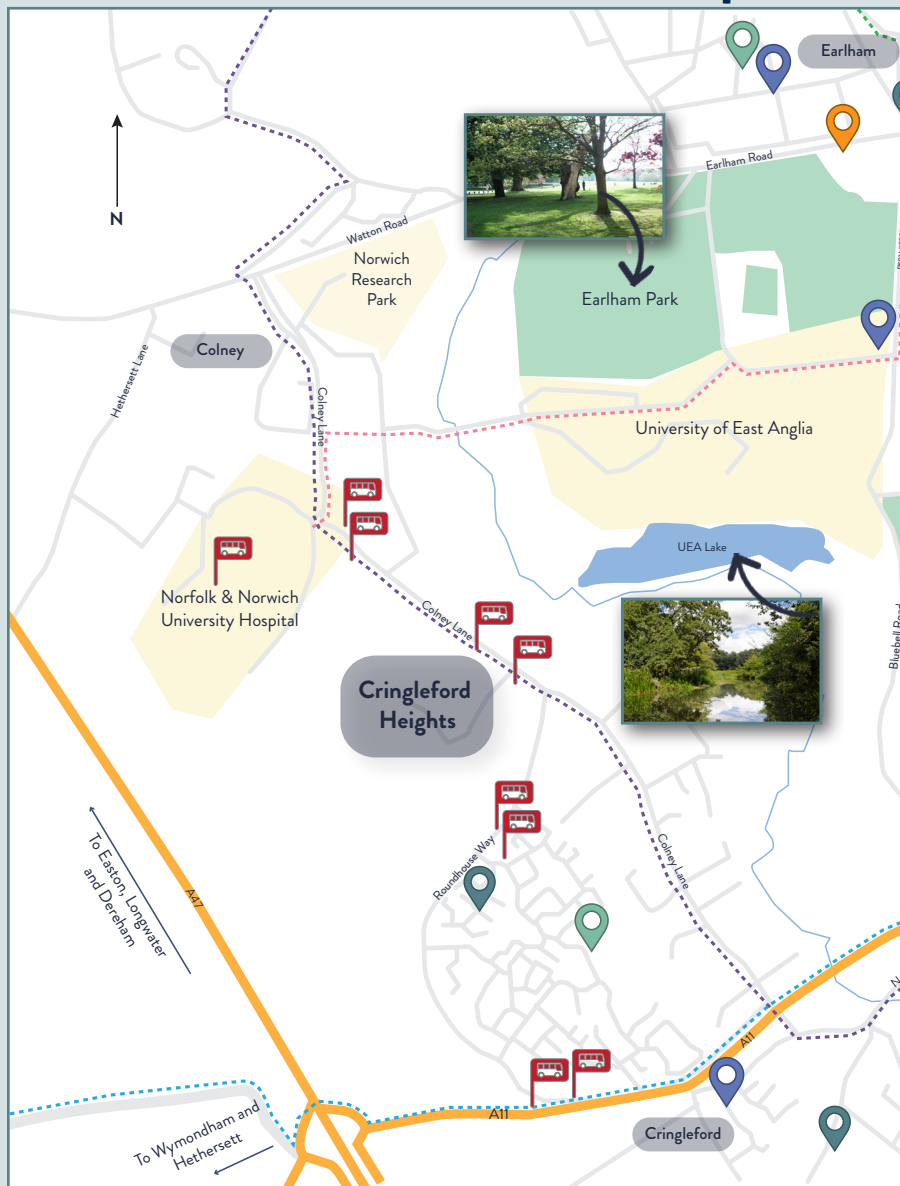 Earlham
Earlham Road
N
Watton Road
Norwich
Research
Park
Earlham Park
Colney
Hethersett Lane
Colney Lane
University of East Anglia
UEA Lake
Norfolk & Norwich
University Hospital
Colney Lane
Bluebell Road
Cringleford
Heights
Roundhouse Way
Colney Lane
To Easton, Longwater
and Dereham
A47
A11
A11
To Wymondham and
Hethersett
Cringleford